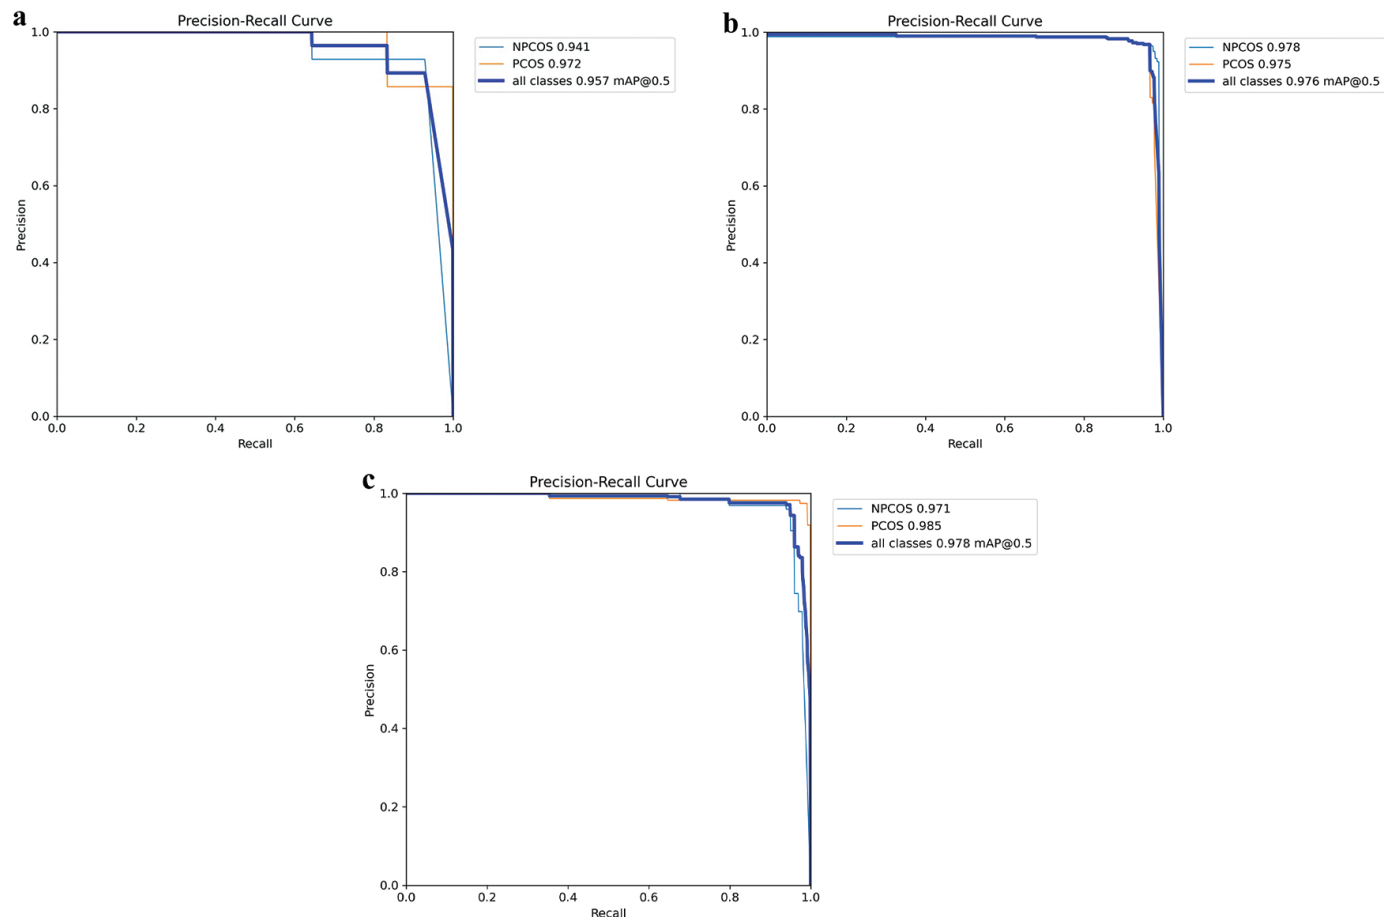 a
Precision-Recall Curve
1.0
0.8
0.6
0.4
0.2
0.0
Precision
0.0 0.2 0.4 0.6 0.8 1.0
Recall
NPCOS 0.941
PCOS 0.972
all classes 0.957 mAP@0.5
b
Precision-Recall Curve
1.0
0.8
0.6
0.4
0.2
0.0
Precision
0.0 0.2 0.4 0.6 0.8 1.0
Recall
NPCOS 0.978
PCOS 0.975
all classes 0.976 mAP@0.5
c
Precision-Recall Curve
1.0
0.8
0.6
0.4
0.2
0.0
Precision
0.0 0.2 0.4 0.6 0.8 1.0
Recall
NPCOS 0.971
PCOS 0.985
all classes 0.978 mAP@0.5